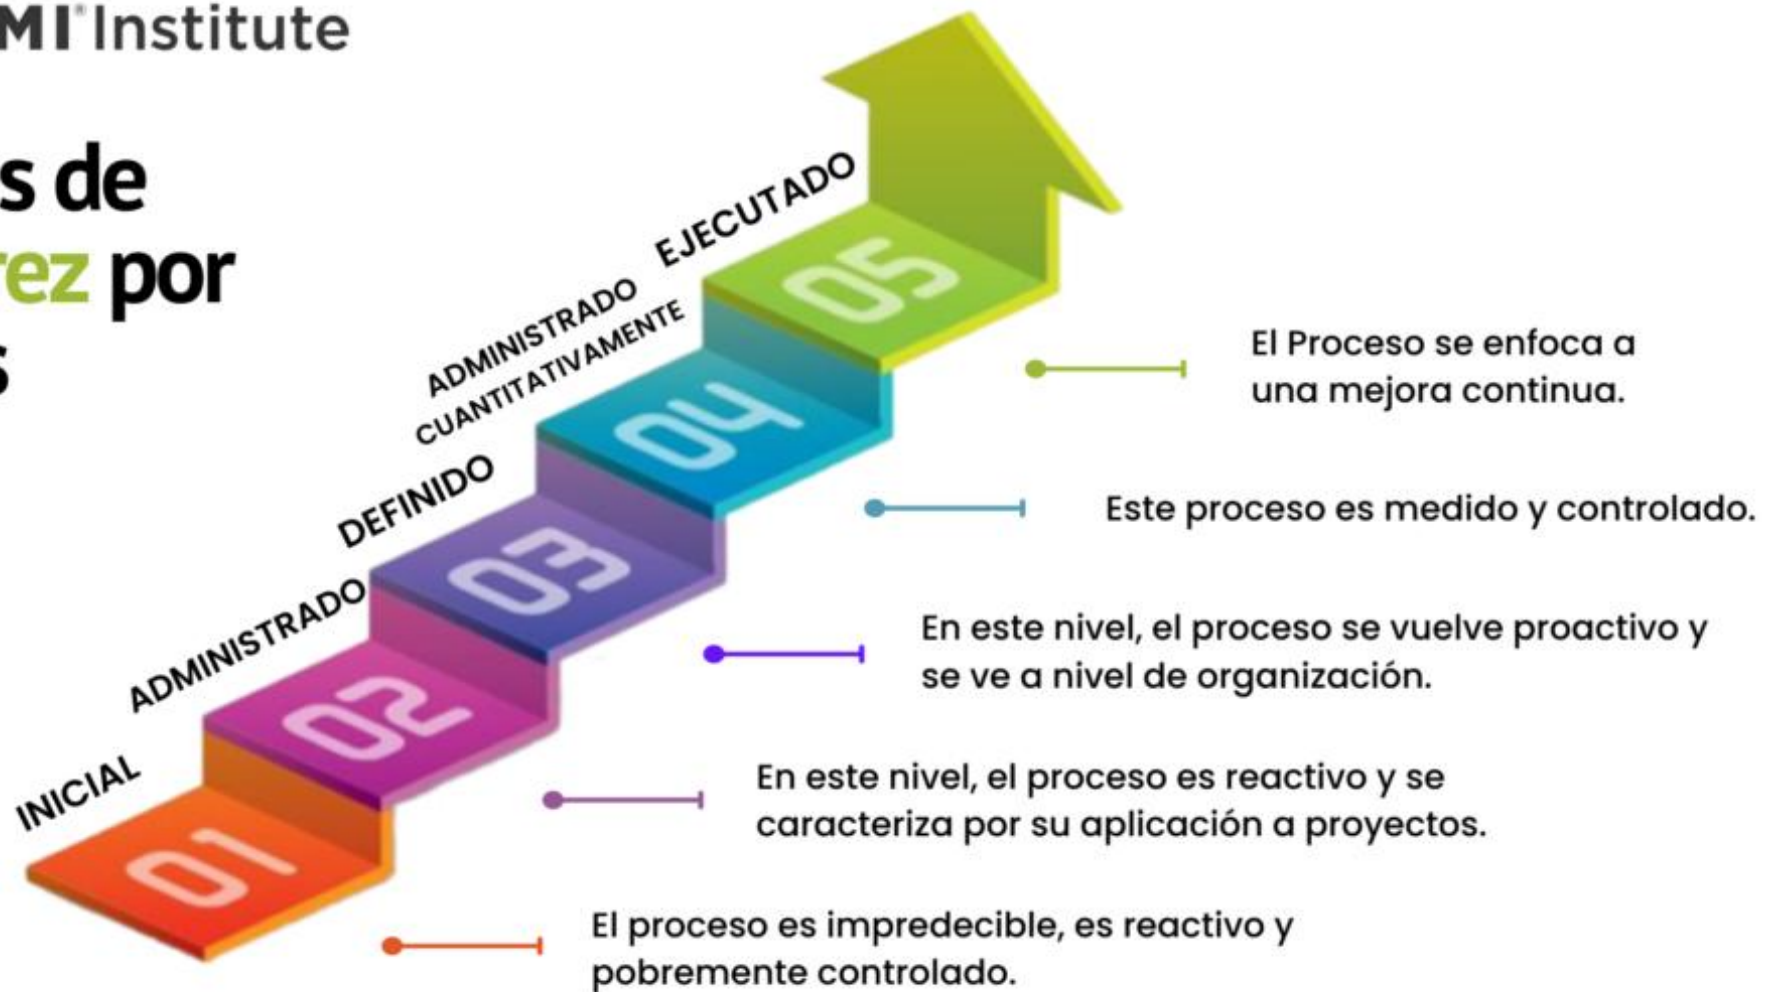 MI® Institute
s de
rez por
s
EJECUTADO
05
ADMINISTRADO
CUANTITATIVAMENTE
04
DEFINIDO
03
ADMINISTRADO
02
INICIAL
01
El Proceso se enfoca a
una mejora continua.
Este proceso es medido y controlado.
En este nivel, el proceso se vuelve proactivo y
se ve a nivel de organización.
En este nivel, el proceso es reactivo y se
caracteriza por su aplicación a proyectos.
El proceso es impredecible, es reactivo y
pobremente controlado.